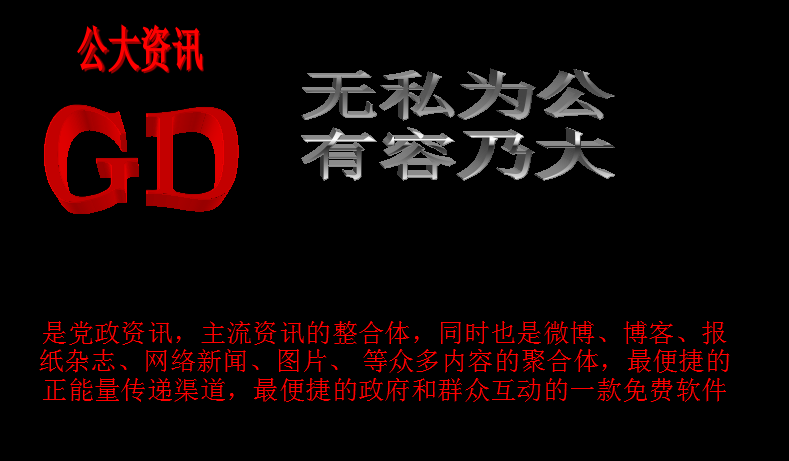 公大资讯
GD
无私为公
有容乃大
是党政资讯，主流资讯的整合体，同时也是微博、博客、报
纸杂志、网络新闻、图片、 等众多内容的聚合体，最便捷的
正能量传递渠道，最便捷的政府和群众互动的一款免费软件